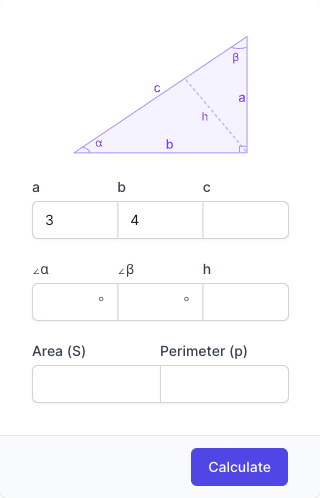 β
c
a
h
α
b
a b c
3 4
∠α ∠β h
° °
Area (S) Perimeter (p)
Calculate